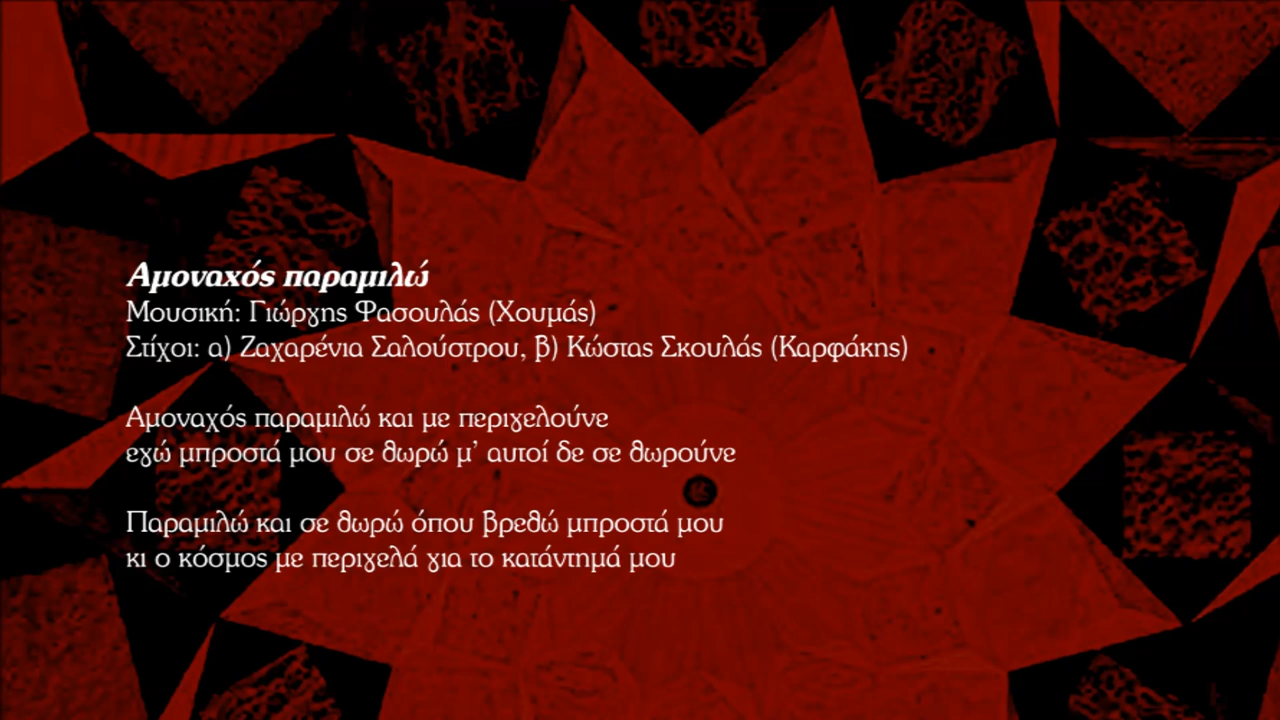 Αμοναχός παραμιλώ
Μουσική: Γιώργης Φασουλάς (Χουμάς)
Στίχοι: α) Ζαχαρένια Σαλούστρου, β) Κώστας Σκουλάς (Καρφάκης)
Αμοναχός παραμιλώ και με περιγελούνε
εγώ μπροστά μου σε θωρώ μ’ αυτοί δε σε θωρούνε
Παραμιλώ και σε θωρώ όπου βρεθώ μπροστά μου
κι ο κόσμος με περιγελά για το κατάντημά μου